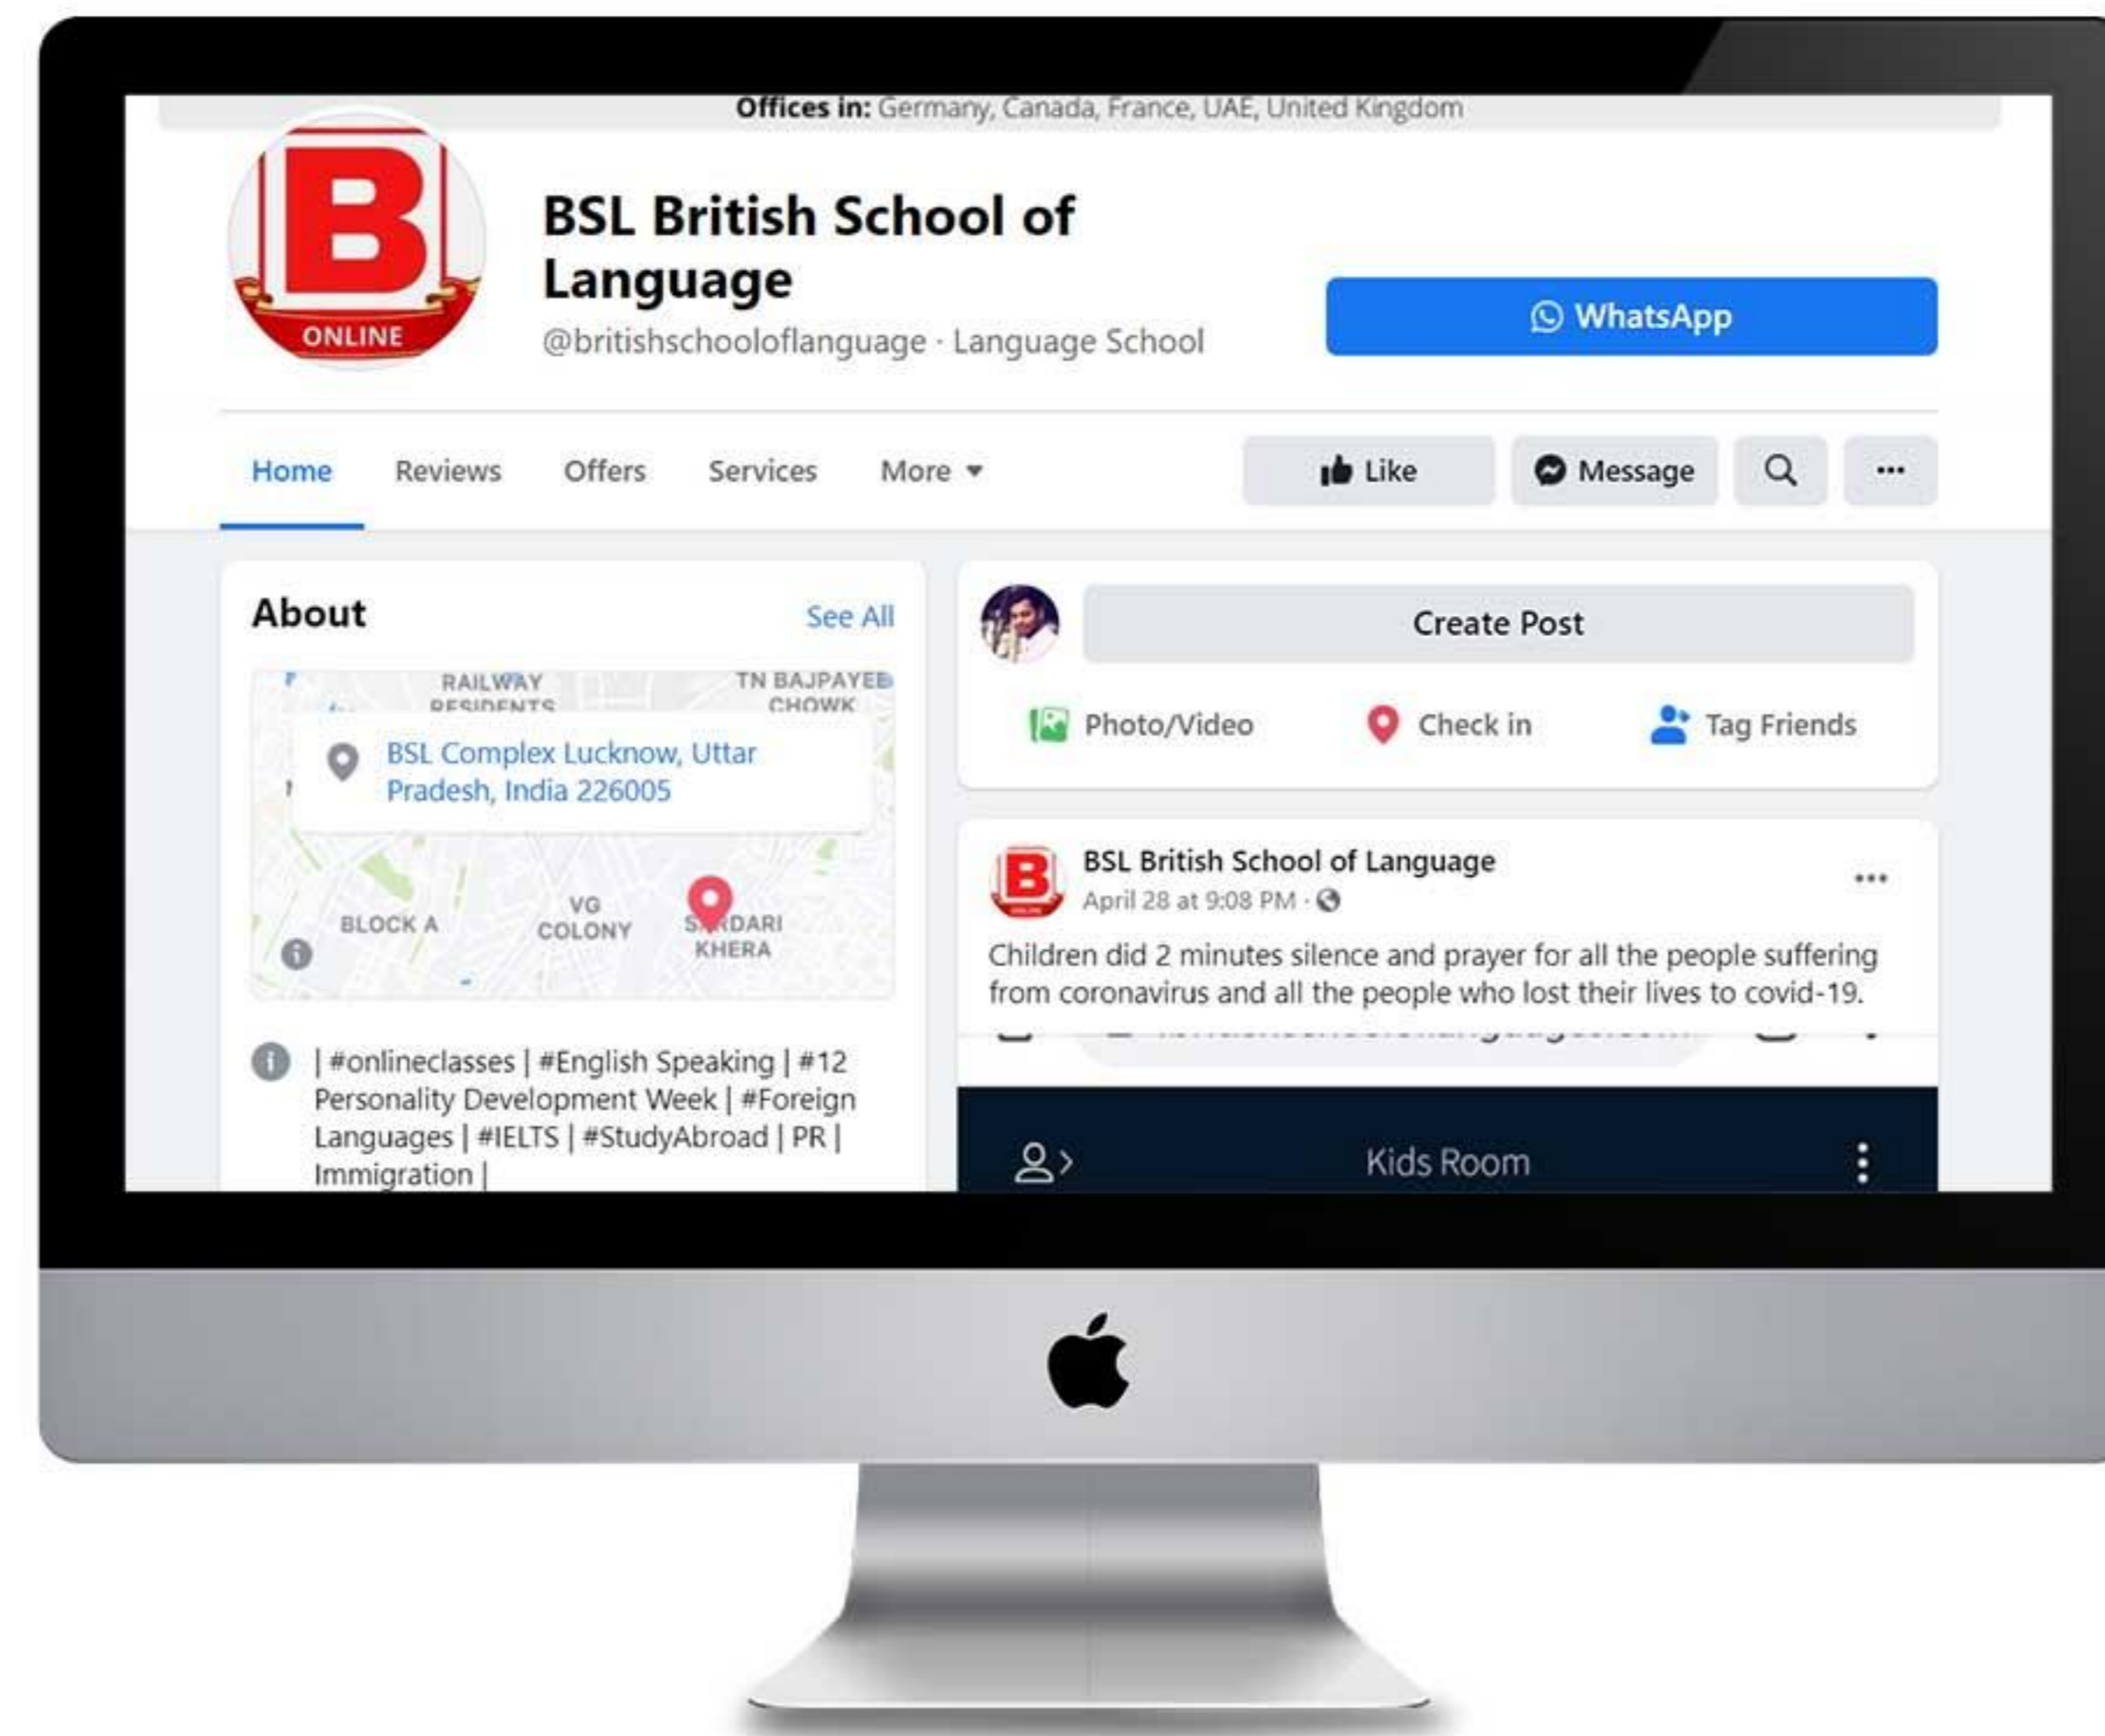 Offices in: Germany, Canada, France, UAE, United Kingdom
B
ONLINE
BSL British School of
Language
@britishschooloflanguage · Language School
WhatsApp
Home Reviews Offers Services More
Like Message ...
About See All
RAILWAY
RESIDENTS
TN BAJPAYEE
CHOWK
BSL Complex Lucknow, Uttar
Pradesh, India 226005
BLOCK A
VG
COLONY
KHERA
| #onlineclasses | #English Speaking | #12
Personality Development Week | #Foreign
Languages | #IELTS | #StudyAbroad | PR |
Immigration |
Create Post
Photo/Video Check in Tag Friends
B
BSL British School of Language
April 28 at 9:08 PM ·
Children did 2 minutes silence and prayer for all the people suffering
from coronavirus and all the people who lost their lives to covid-19.
Kids Room